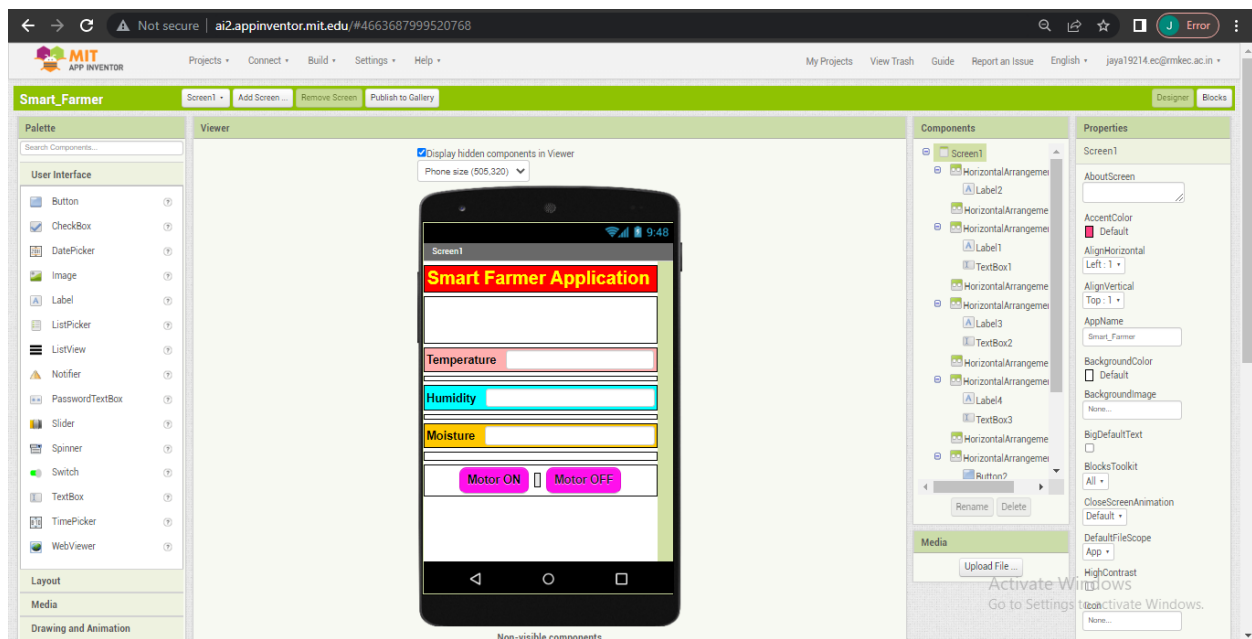 Not secure | ai2.appinventor.mit.edu/#4663687999520768
J Error
MIT
APP INVENTOR
Projects Connect Build Settings Help
My Projects View Trash Guide Report an Issue English jaya19214.ec@rmkec.ac.in
Smart_Farmer
Screen1 Add Screen ... Remove Screen Publish to Gallery
Designer Blocks
Palette
Search Components...
User Interface
Button
CheckBox
DatePicker
Image
Label
ListPicker
ListView
Notifier
PasswordTextBox
Slider
Spinner
Switch
TextBox
TimePicker
WebViewer
Layout
Media
Drawing and Animation
Viewer
Display hidden components in Viewer
Phone size (505,320)
9:48
Screen1
Smart Farmer Application
Temperature
Humidity
Moisture
Motor ON Motor OFF
Non-visible components
Components
Screen1
HorizontalArrangemen
Label2
HorizontalArrangeme
HorizontalArrangemen
Label1
TextBox1
HorizontalArrangeme
HorizontalArrangemen
Label3
TextBox2
HorizontalArrangeme
HorizontalArrangemen
Label4
TextBox3
HorizontalArrangeme
HorizontalArrangemen
Button2
Rename Delete
Media
Upload File ...
Properties
Screen1
AboutScreen
AccentColor
Default
AlignHorizontal
Left : 1
AlignVertical
Top : 1
AppName
Smart_Farmer
BackgroundColor
Default
BackgroundImage
None...
BigDefaultText
BlocksToolkit
All
CloseScreenAnimation
Default
DefaultFileScope
App
HighContrast
Icon
None...
Activate Windows
Go to Settings to activate Windows.